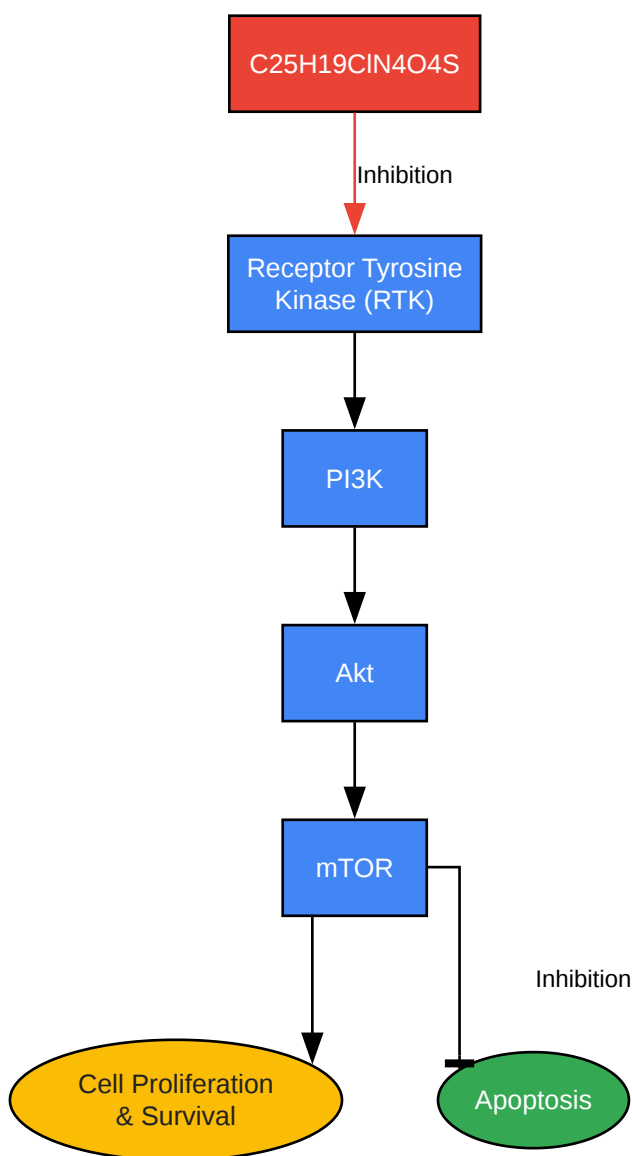 C25H19ClN4O4S
Inhibition
Receptor Tyrosine
Kinase (RTK)
PI3K
Akt
mTOR
Inhibition
Cell Proliferation
& Survival
Apoptosis